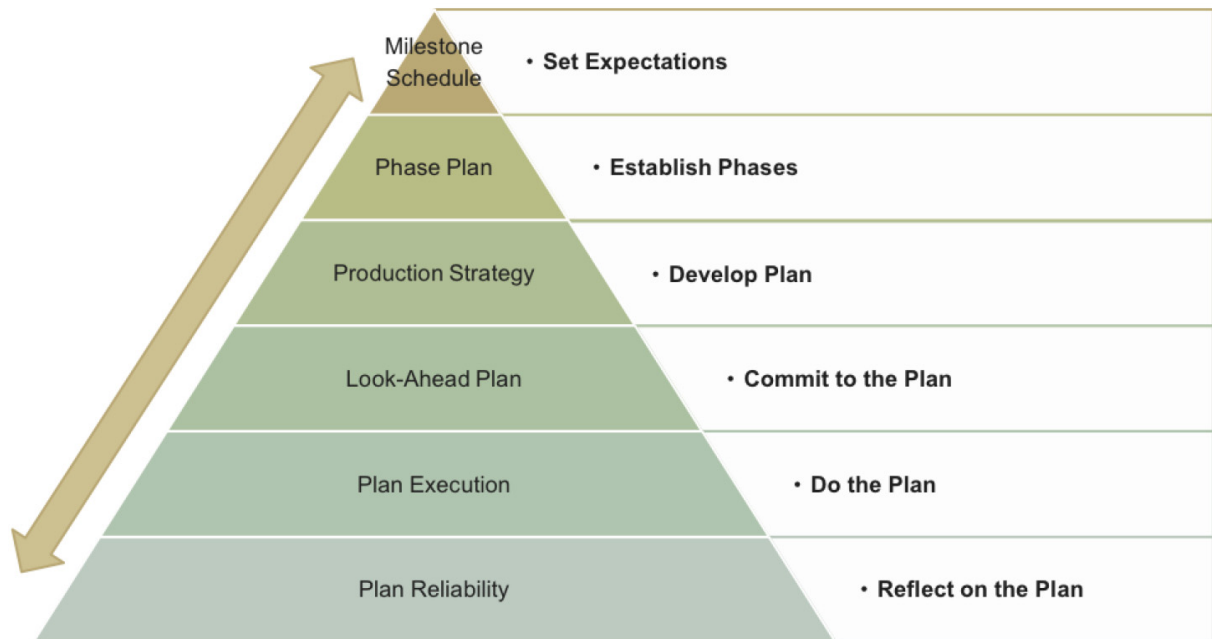 Milestone
Schedule
• Set Expectations
Phase Plan
• Establish Phases
Production Strategy
• Develop Plan
Look-Ahead Plan
• Commit to the Plan
Plan Execution
• Do the Plan
Plan Reliability
• Reflect on the Plan